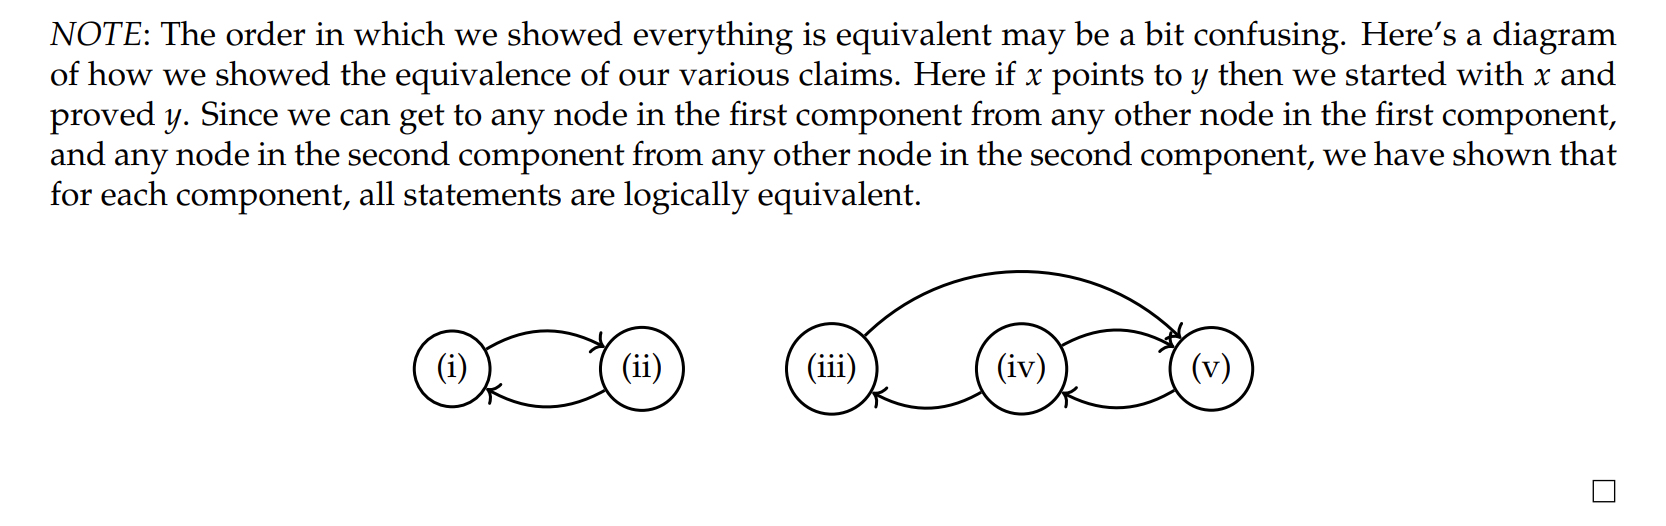 NOTE: The order in which we showed everything is equivalent may be a bit confusing. Here's a diagram
of how we showed the equivalence of our various claims. Here if x points to y then we started with x and
proved y. Since we can get to any node in the first component from any other node in the first component,
and any node in the second component from any other node in the second component, we have shown that
for each component, all statements are logically equivalent.
(i) (ii) (iii) (iv) (v)